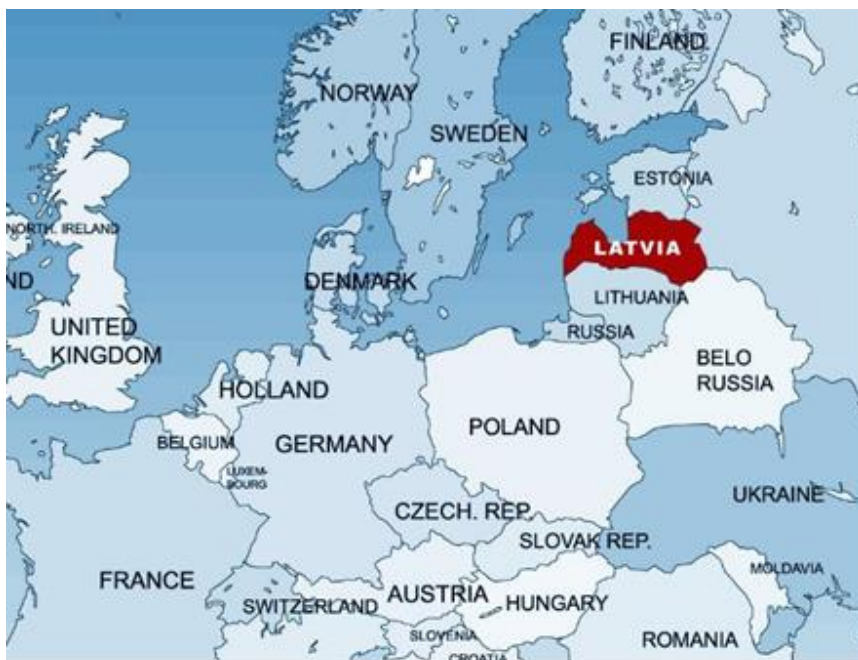 FINLAND
NORWAY
SWEDEN
ESTONIA
NORTH. IRELAND
LATVIA
ND
DENMARK
LITHUANIA
UNITED
KINGDOM
RUSSIA
BELO
RUSSIA
HOLLAND
POLAND
BELGIUM
GERMANY
LUXEM-
BOURG
UKRAINE
CZECH. REP.
SLOVAK REP.
MOLDAVIA
FRANCE
AUSTRIA
SWITZERLAND
HUNGARY
SLOVENIA
ROMANIA
CROATIA